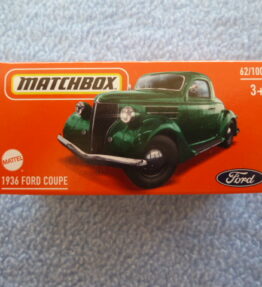 MATCHBOX
62/100
3+
MATTEL
1936 FORD COUPE
Ford